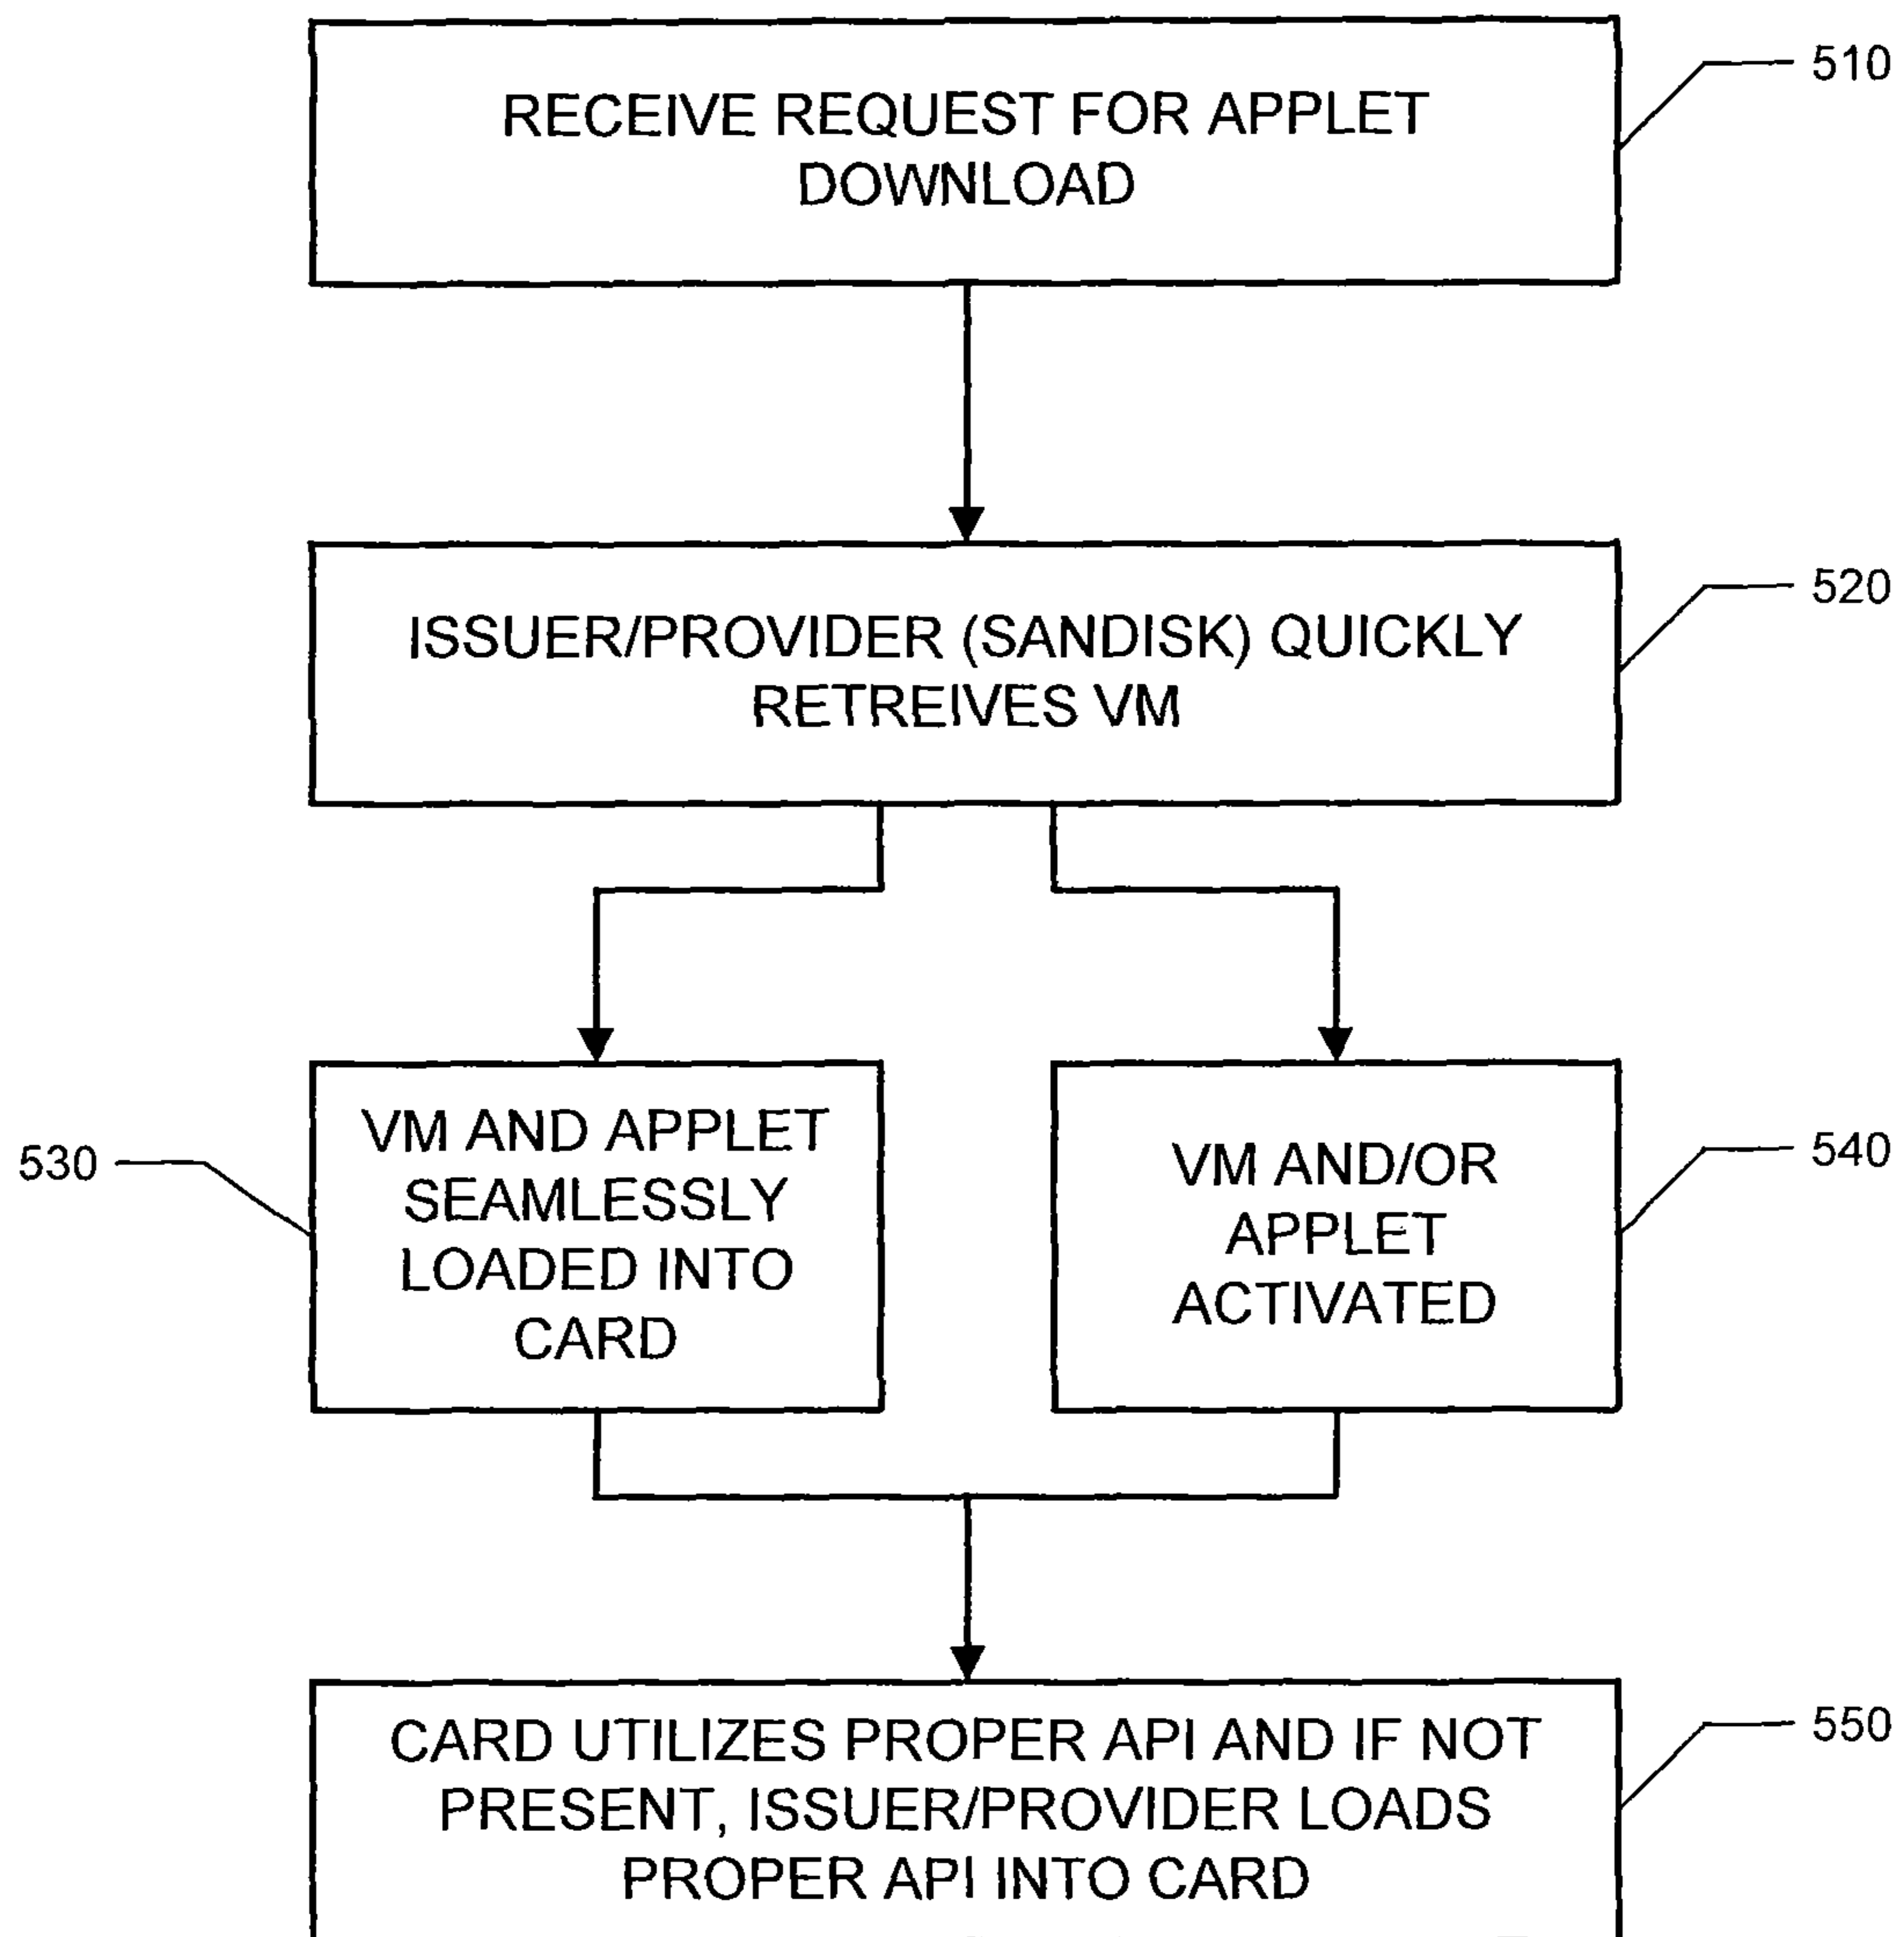 RECEIVE REQUEST FOR APPLET
DOWNLOAD
510
ISSUER/PROVIDER (SANDISK) QUICKLY
RETREIVES VM
520
530
VM AND APPLET
SEAMLESSLY
LOADED INTO
CARD
VM AND/OR
APPLET
ACTIVATED
540
CARD UTILIZES PROPER API AND IF NOT
PRESENT, ISSUER/PROVIDER LOADS
PROPER API INTO CARD
550